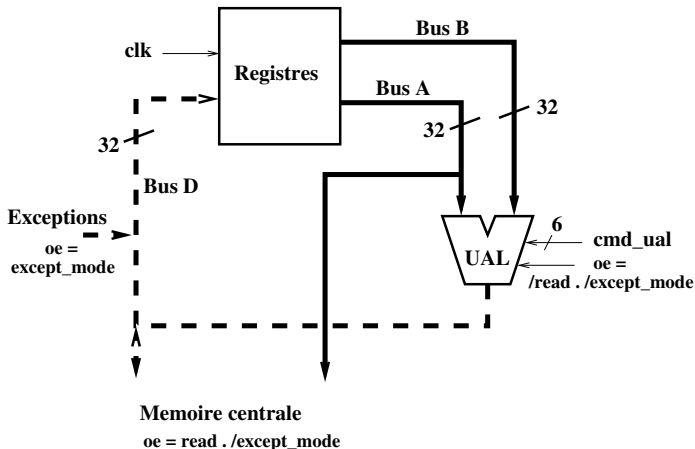 Bus B
clk
Registres
Bus A
32
32
32
Bus D
Exceptions
oe =
except_mode
6
UAL
cmd_ual
oe =
/read . /except_mode
Memoire centrale
oe = read . /except_mode